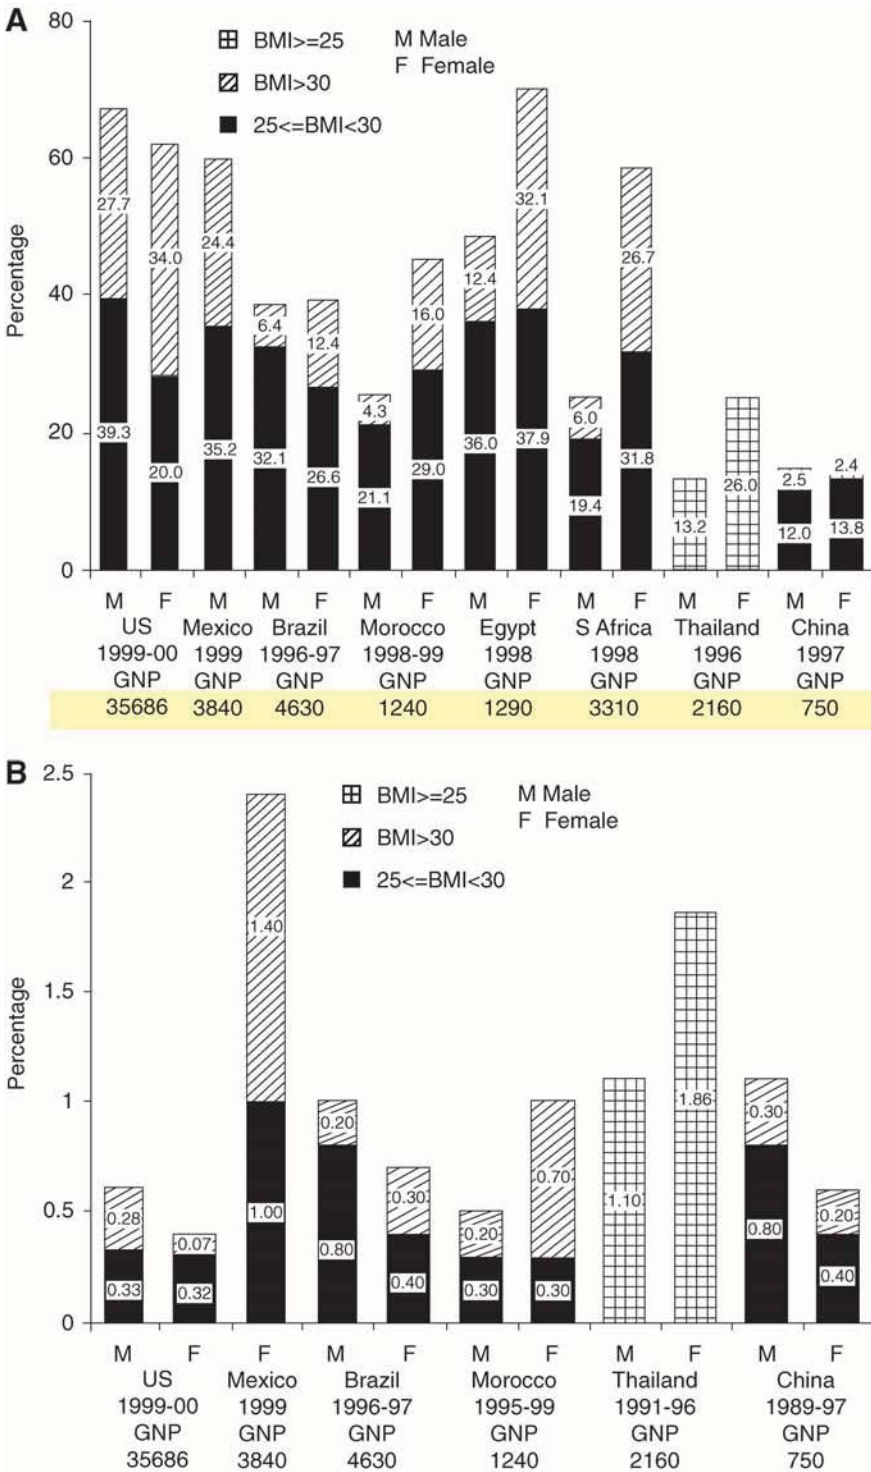 A
80
BMI>=25 M Male
F Female
BMI>30
25<=BMI<30
60
40
20
0
Percentage
27.7
39.3
34.0
20.0
24.4
35.2
6.4
32.1
12.4
26.6
4.3
21.1
16.0
29.0
12.4
36.0
32.1
37.9
6.0
19.4
26.7
31.8
13.2
26.0
2.5
12.0
2.4
13.8
M F M M F M F M F M F M F M F
US Mexico Brazil Morocco Egypt S Africa Thailand China
1999-00 1999 1996-97 1998-99 1998 1998 1996 1997
GNP GNP GNP GNP GNP GNP GNP GNP
35686 3840 4630 1240 1290 3310 2160 750
B
2.5
BMI>=25 M Male
F Female
BMI>30
25<=BMI<30
2
1.5
1
0.5
0
Percentage
0.28
0.33
0.07
0.32
1.40
1.00
0.20
0.80
0.30
0.40
0.20
0.30
0.70
0.30
1.10
1.86
0.30
0.80
0.20
0.40
M F F M F M F M F M F
US Mexico Brazil Morocco Thailand China
1999-00 1999 1996-97 1995-99 1991-96 1989-97
GNP GNP GNP GNP GNP GNP
35686 3840 4630 1240 2160 750